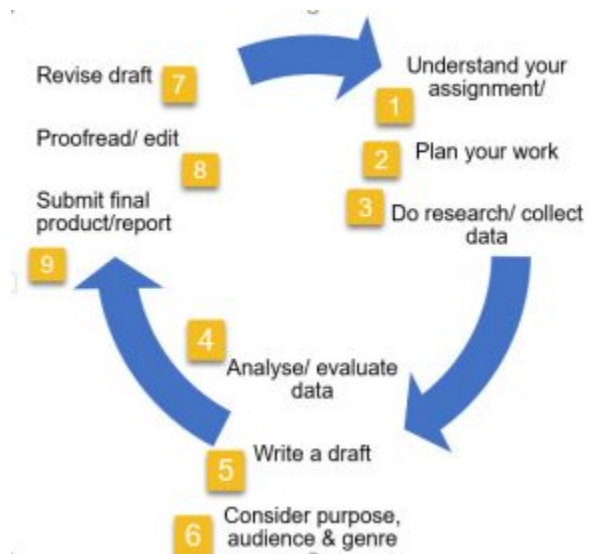 Understand your
assignment/
1
2
Plan your work
3
Do research/ collect
data
4
Analyse/ evaluate
data
5
Write a draft
6
Consider purpose,
audience & genre
Revise draft
7
Proofread/ edit
8
Submit final
product/report
9